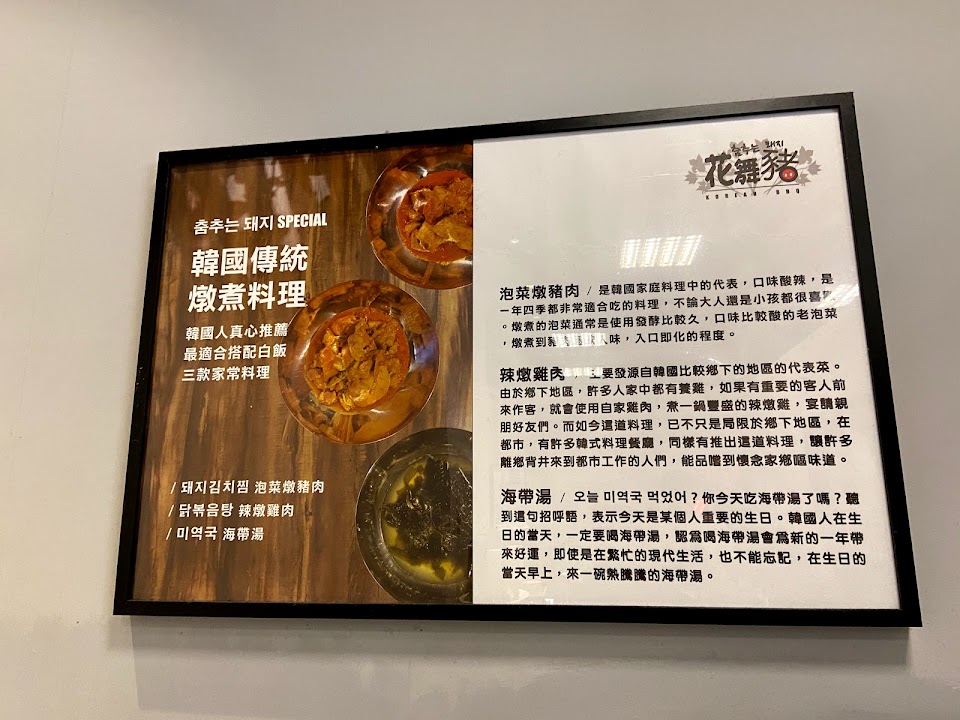 춤추는 돼지 SPECIAL
韓國傳統
燉煮料理
韓國人真心推薦
最適合搭配白飯
三款家常料理
/ 돼지김치찜 泡菜燉豬肉
/ 닭볶음탕 辣燉雞肉
/ 미역국 海帶湯
춤추는 돼지
花舞豬
KOREAN BBQ
泡菜燉豬肉 / 是韓國家庭料理中的代表,口味酸辣,是
一年四季都非常適合吃的料理,不論大人還是小孩都很喜歡
。燉煮的泡菜通常是使用發酵比較久,口味比較酸的老泡菜
,燉煮到豬味,入口即化的程度。
辣燉雞肉 要發源自韓國比較鄉下的地區的代表菜。
由於鄉下地區,許多人家中都有養雞,如果有重要的客人前
來作客,就會使用自家雞肉,煮一鍋豐盛的辣燉雞,宴請親
朋好友們。而如今這道料理,已不只是局限於鄉下地區,在
都市,有許多韓式料理餐廳,同樣有推出這道料理,讓許多
離鄉背井來到都市工作的人們,能品嚐到懷念家鄉區味道。
海帶湯 / 오늘 미역국 먹었어?你今天吃海帶湯了嗎?聽
到這句招呼語,表示今天是某個人重要的生日。韓國人在生
日的當天,一定要喝海帶湯,認為喝海帶湯會為新的一年帶
來好運,即使是在繁忙的現代生活,也不能忘記,在生日的
當天早上,來一碗熱騰騰的海帶湯。